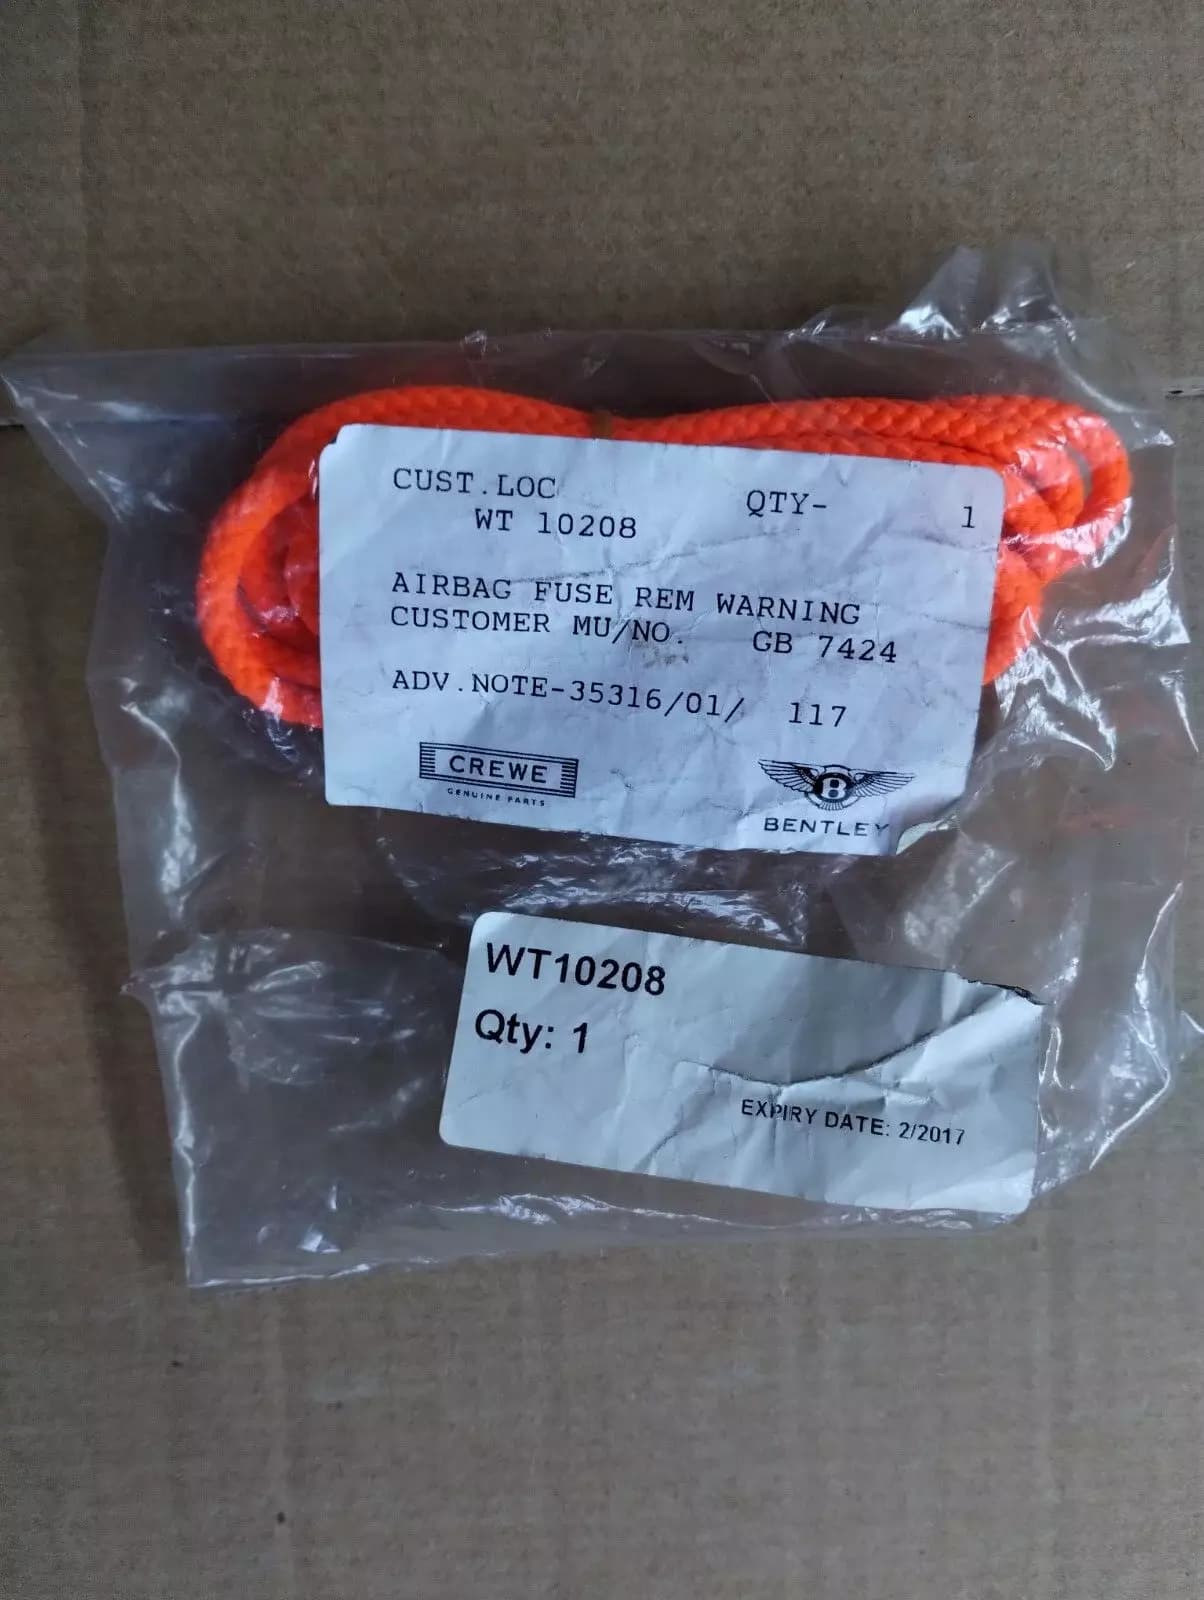 CUST.LOC QTY- 1
WT 10208
AIRBAG FUSE REM WARNING
CUSTOMER MU/NO. GB 7424
ADV.NOTE-35316/01/ 117
CREWE
GENUINE PARTS
B
BENTLEY
WT10208
Qty: 1
EXPIRY DATE: 2/2017